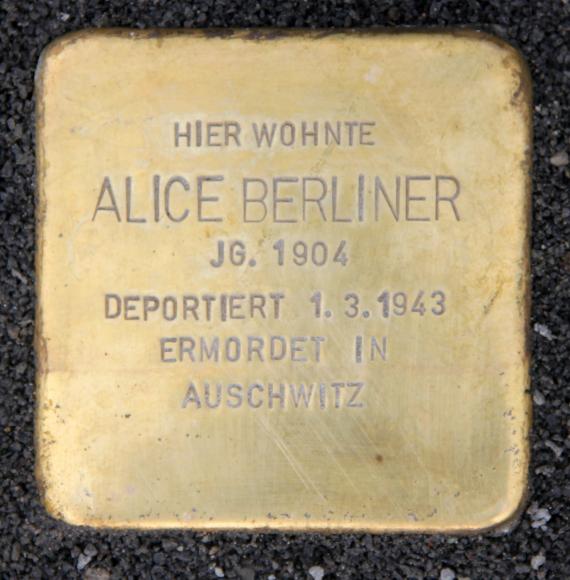 HIER WOHNTE
ALICE BERLINER
JG. 1904
DEPORTIERT 1.3.1943
ERMORDET IN
AUSCHWITZ